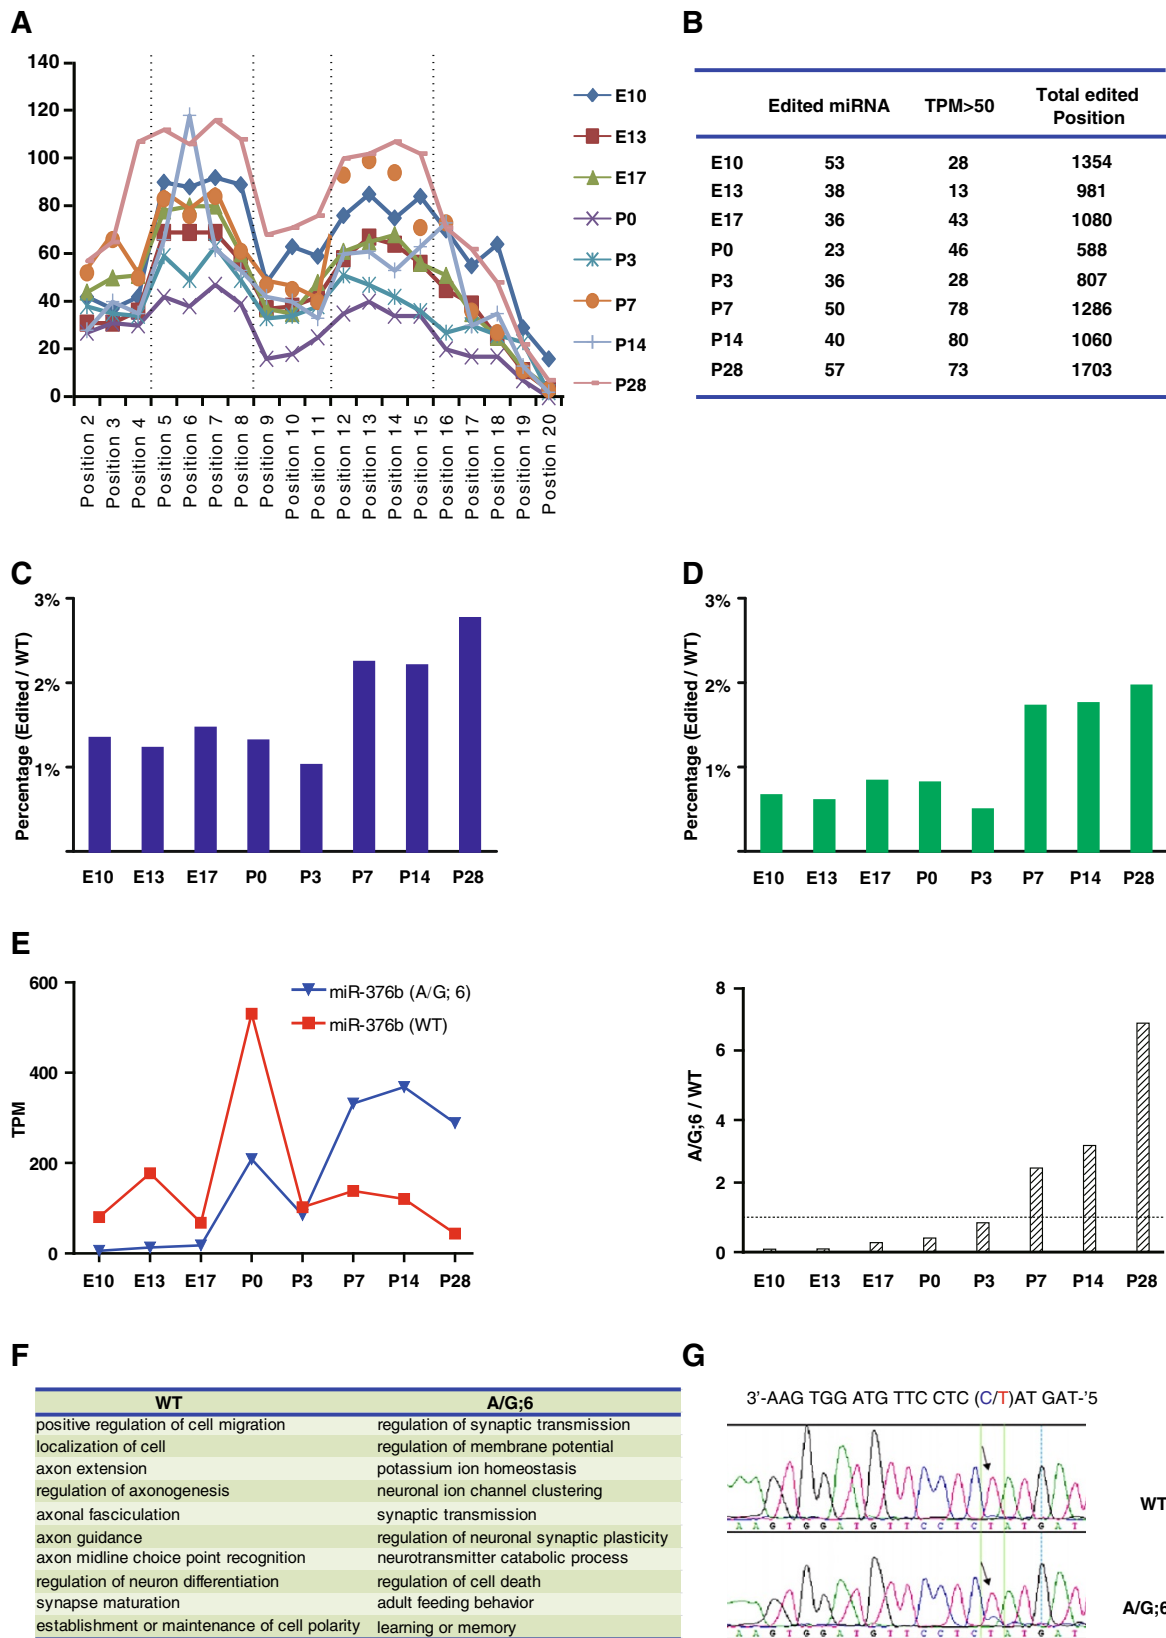 A
140
120
100
80
60
40
20
0
Position 2
Position 3
Position 4
Position 5
Position 6
Position 7
Position 8
Position 9
Position 10
Position 11
Position 12
Position 13
Position 14
Position 15
Position 16
Position 17
Position 18
Position 19
Postion 20
E10
E13
E17
P0
P3
P7
P14
P28
B
Edited miRNA TPM>50 Total edited Position
E10 53 28 1354
E13 38 13 981
E17 36 43 1080
P0 23 46 588
P3 36 28 807
P7 50 78 1286
P14 40 80 1060
P28 57 73 1703
C
Percentage (Edited / WT)
3%
2%
1%
E10 E13 E17 P0 P3 P7 P14 P28
D
Percentage (Edited / WT)
3%
2%
1%
E10 E13 E17 P0 P3 P7 P14 P28
E
TPM
600
400
200
0
miR-376b (A/G; 6)
miR-376b (WT)
E10 E13 E17 P0 P3 P7 P14 P28
A/G;6 / WT
8
6
4
2
0
E10 E13 E17 P0 P3 P7 P14 P28
F
WT A/G;6
positive regulation of cell migration regulation of synaptic transmission
localization of cell regulation of membrane potential
axon extension potassium ion homeostasis
regulation of axonogenesis neuronal ion channel clustering
axonal fasciculation synaptic transmission
axon guidance regulation of neuronal synaptic plasticity
axon midline choice point recognition neurotransmitter catabolic process
regulation of neuron differentiation regulation of cell death
synapse maturation adult feeding behavior
establishment or maintenance of cell polarity learning or memory
G
3'-AAG TGG ATG TTC CTC (C/T)AT GAT-'5
A A G T G G A T G T T C C T C T A T G A T
WT
A A G T G G A T G T T C C T C T A T G A T
A/G;6